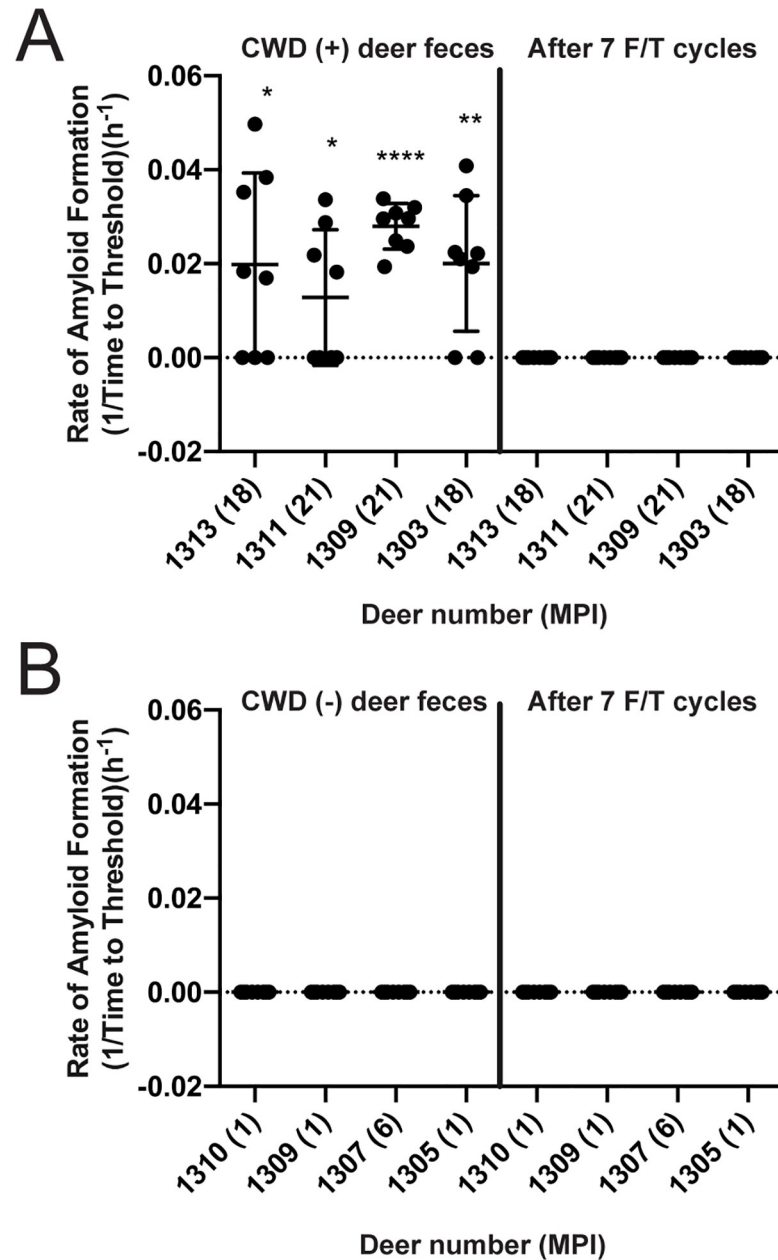 A
CWD (+) deer feces
After 7 F/T cycles
Rate of Amyloid Formation
(1/Time to Threshold)(h-1)
0.06
0.04
0.02
0.00
-0.02
*
*
****
**
1313 (18)
1311 (21)
1309 (21)
1303 (18)
1313 (18)
1311 (21)
1309 (21)
1303 (18)
Deer number (MPI)
B
CWD (-) deer feces
After 7 F/T cycles
Rate of Amyloid Formation
(1/Time to Threshold)(h-1)
0.06
0.04
0.02
0.00
-0.02
1310 (1)
1309 (1)
1307 (6)
1305 (1)
1310 (1)
1309 (1)
1307 (6)
1305 (1)
Deer number (MPI)